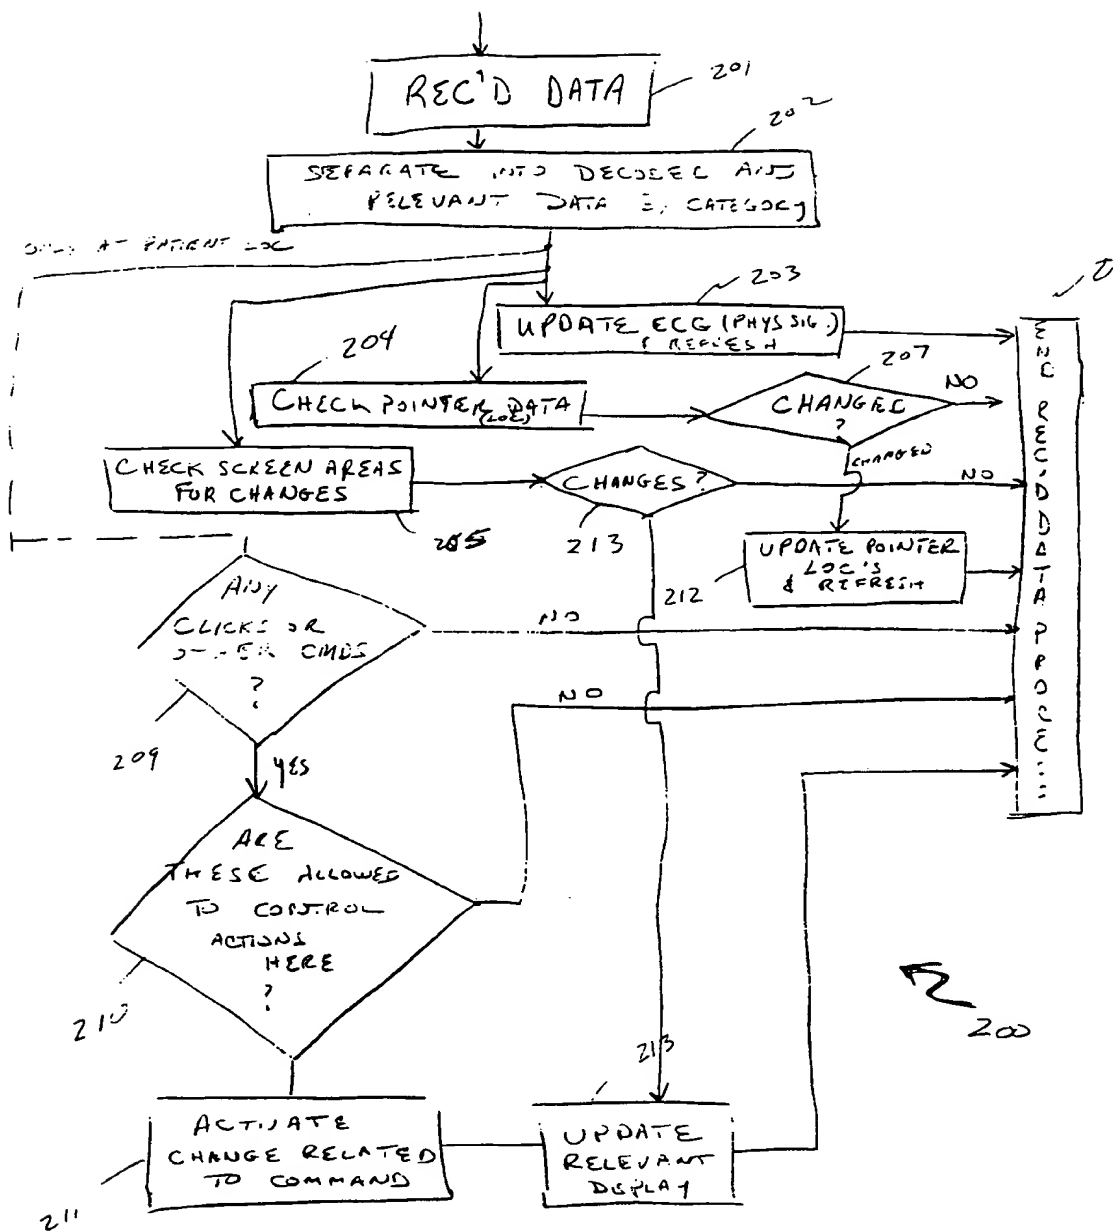 REC'D DATA
201
202
SEPARATE INTO DECODED AND
RELEVANT DATA CATEGORY
AT PATIENT LOC
203
UPDATE ECG (PHYS SIG.)
& REFRESH
204
CHECK POINTER DATA
(LOC)
207
CHANGED
?
NO
CHANGED
CHECK SCREEN AREAS
FOR CHANGES
205
CHANGES?
213
NO
UPDATE POINTER
LOC'S
& REFRESH
212
ANY
CLICKS OR
OTHER CMDS
?
NO
209
YES
NO
ARE
THESE ALLOWED
TO CONTROL
ACTIONS
HERE
?
210
200
213
ACTIVATE
CHANGE RELATED
TO COMMAND
211
UPDATE
RELEVANT
DISPLAY
END REC'D DATA